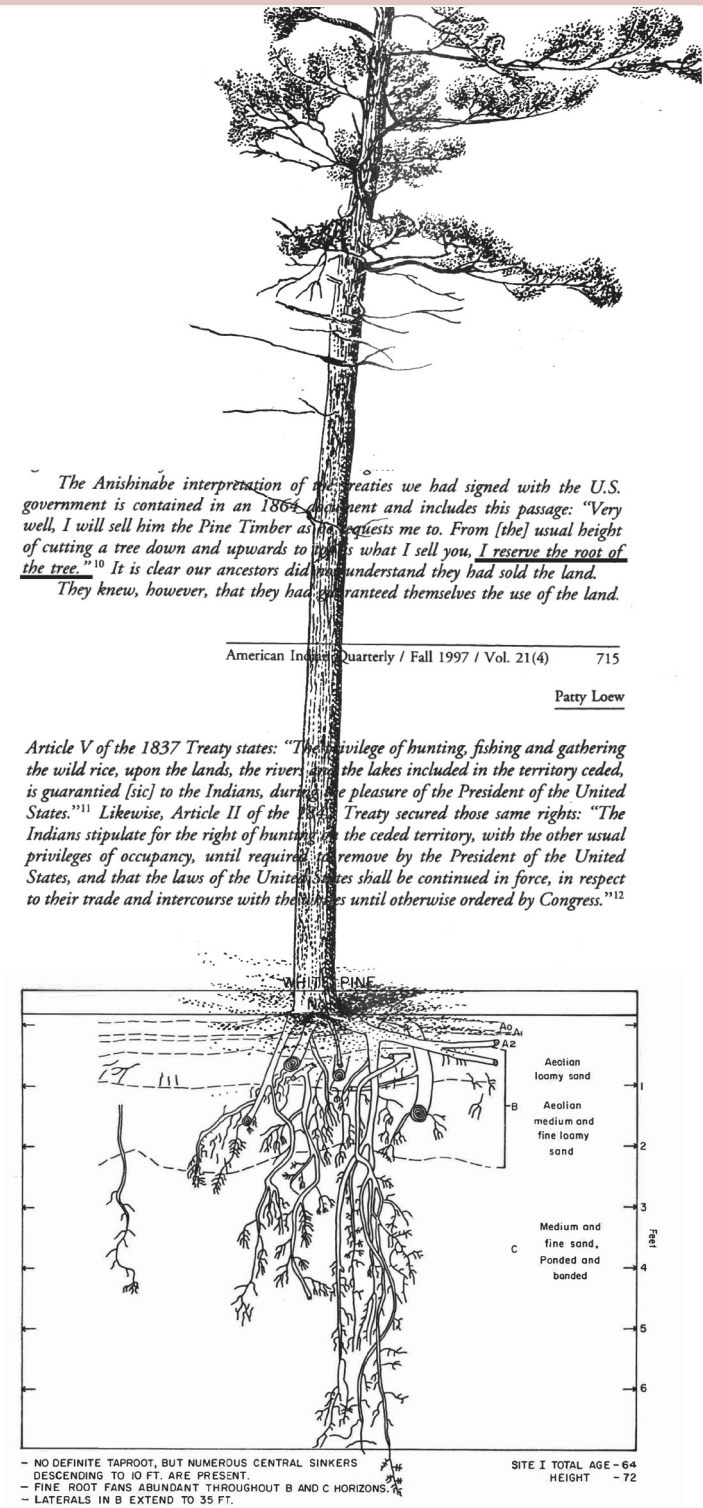 The Anishinabe interpretation of the treaties we had signed with the U.S.
government is contained in an 1864 document and includes this passage: “Very
well, I will sell him the Pine Timber as he requests me to. From [the] usual height
of cutting a tree down and upwards to top is what I sell you, I reserve the root of
the tree.”10 It is clear our ancestors did not understand they had sold the land.
They knew, however, that they had guaranteed themselves the use of the land.
American Indian Quarterly / Fall 1997 / Vol. 21(4) 715
Patty Loew
Article V of the 1837 Treaty states: “The privilege of hunting, fishing and gathering
the wild rice, upon the lands, the rivers and the lakes included in the territory ceded,
is guarantied [sic] to the Indians, during the pleasure of the President of the United
States.”11 Likewise, Article II of the Treaty secured those same rights: “The
Indians stipulate for the right of hunting on the ceded territory, with the other usual
privileges of occupancy, until required to remove by the President of the United
States, and that the laws of the United States shall be continued in force, in respect
to their trade and intercourse with the whites until otherwise ordered by Congress.”12
WHITE PINE
A0
A1
A2
Aeolian
loamy sand
1
B
Aeolian
medium and
fine loamy
sand
2
3
Feet
C
Medium and
fine sand,
Ponded and
banded
4
5
6
– NO DEFINITE TAPROOT, BUT NUMEROUS CENTRAL SINKERS
DESCENDING TO 10 FT. ARE PRESENT.
– FINE ROOT FANS ABUNDANT THROUGHOUT B AND C HORIZONS.
– LATERALS IN B EXTEND TO 35 FT.
SITE I TOTAL AGE – 64
HEIGHT – 72